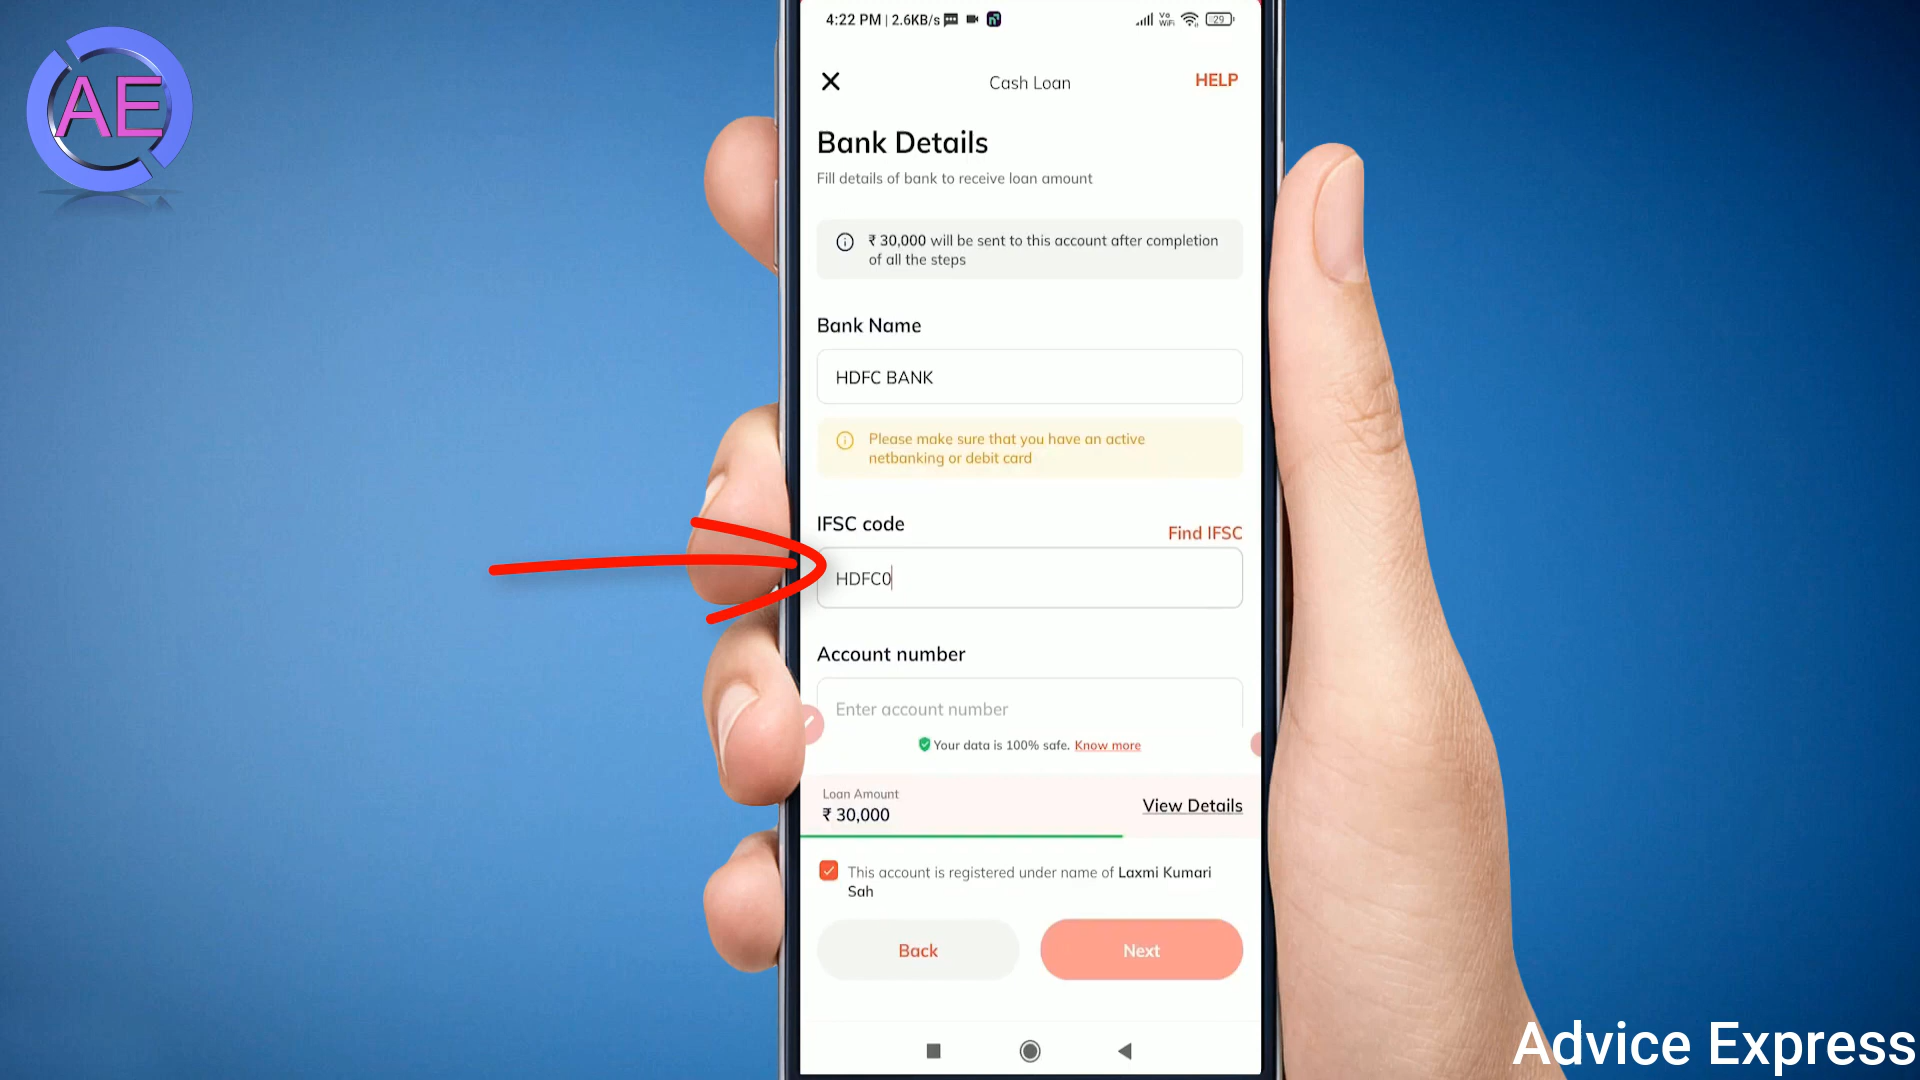 AE
4:22 PM | 2.6KB/s
Vo WiFi
29
Cash Loan
HELP
Bank Details
Fill details of bank to receive loan amount
₹ 30,000 will be sent to this account after completion
of all the steps
Bank Name
HDFC BANK
Please make sure that you have an active
netbanking or debit card
IFSC code
Find IFSC
HDFC0
Account number
Enter account number
Your data is 100% safe. Know more
Loan Amount
₹ 30,000
View Details
This account is registered under name of Laxmi Kumari
Sah
Back
Next
Advice Express